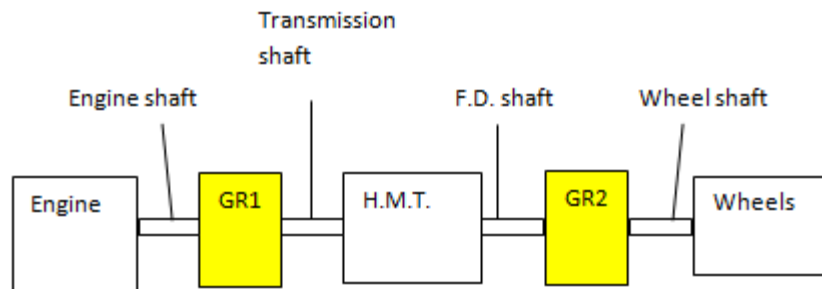 Transmission
shaft
Engine shaft
F.D. shaft
Wheel shaft
Engine
GR1
H.M.T.
GR2
Wheels